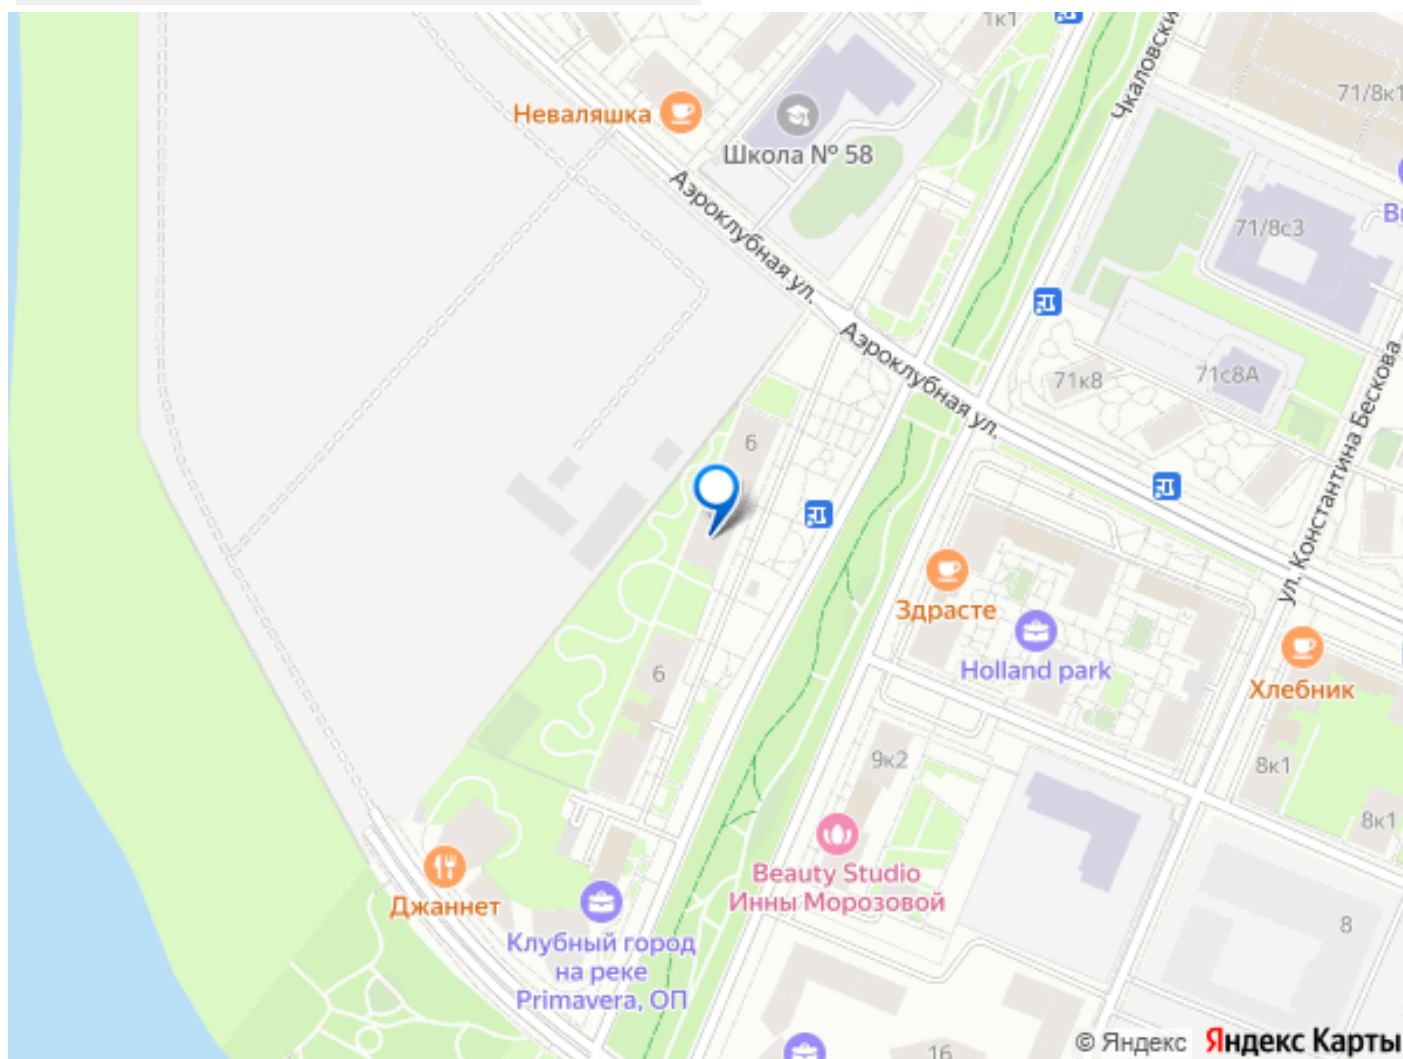 1к1
Чкаловски
71/8к1
Неваляшка
Школа № 58
Аэроклубная ул.
71/8с3
Аэроклубная ул.
71к8
71с8А
ул. Константина Бескова
6
Здрасте
Holland park
Хлебник
6
9к2
8к1
8к1
Beauty Studio
Инны Морозовой
Джаннет
Клубный город
на реке
Primavera, ОП
8
16
© Яндекс Яндекс Карты